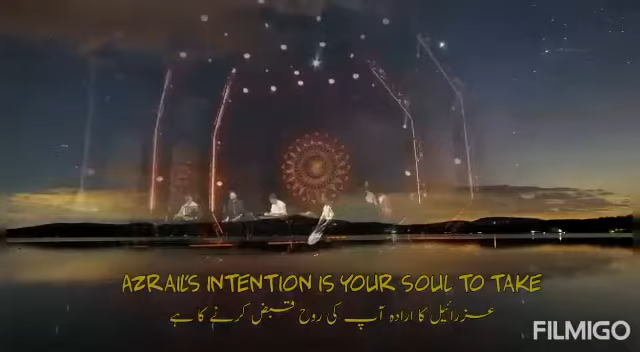 AZRAIL'S INTENTION IS YOUR SOUL TO TAKE
عزرائیل کا ارادہ آپ کی روح قبض کرنے کا ہے
FILMIGO